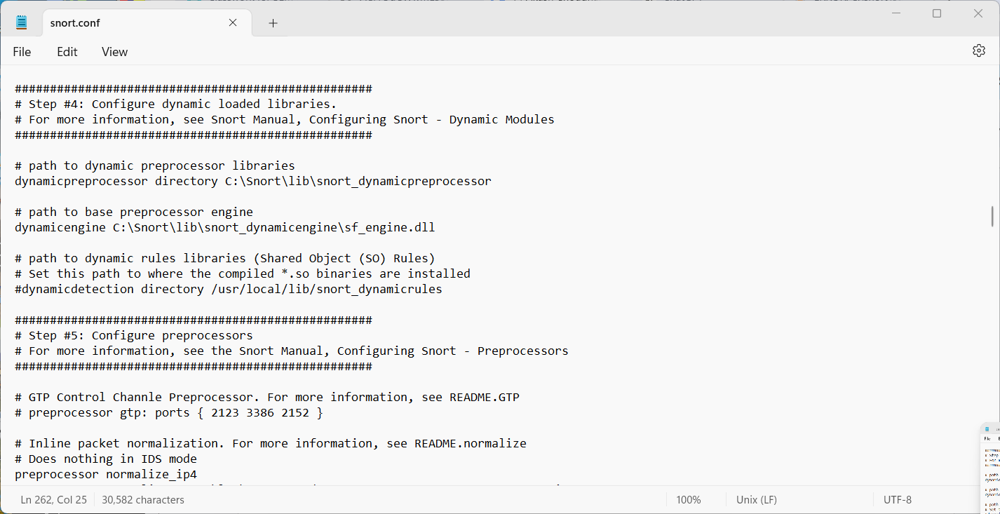 snort.conf
File Edit View
##################################################
# Step #4: Configure dynamic loaded libraries.
# For more information, see Snort Manual, Configuring Snort - Dynamic Modules
##################################################
# path to dynamic preprocessor libraries
dynamicpreprocessor directory C:\Snort\lib\snort_dynamicpreprocessor
# path to base preprocessor engine
dynamicengine C:\Snort\lib\snort_dynamicengine\sf_engine.dll
# path to dynamic rules libraries (Shared Object (SO) Rules)
# Set this path to where the compiled *.so binaries are installed
#dynamicdetection directory /usr/local/lib/snort_dynamicrules
##################################################
# Step #5: Configure preprocessors
# For more information, see the Snort Manual, Configuring Snort - Preprocessors
##################################################
# GTP Control Channle Preprocessor. For more information, see README.GTP
# preprocessor gtp: ports { 2123 3386 2152 }
# Inline packet normalization. For more information, see README.normalize
# Does nothing in IDS mode
preprocessor normalize_ip4
Ln 262, Col 25 30,582 characters 100% Unix (LF) UTF-8